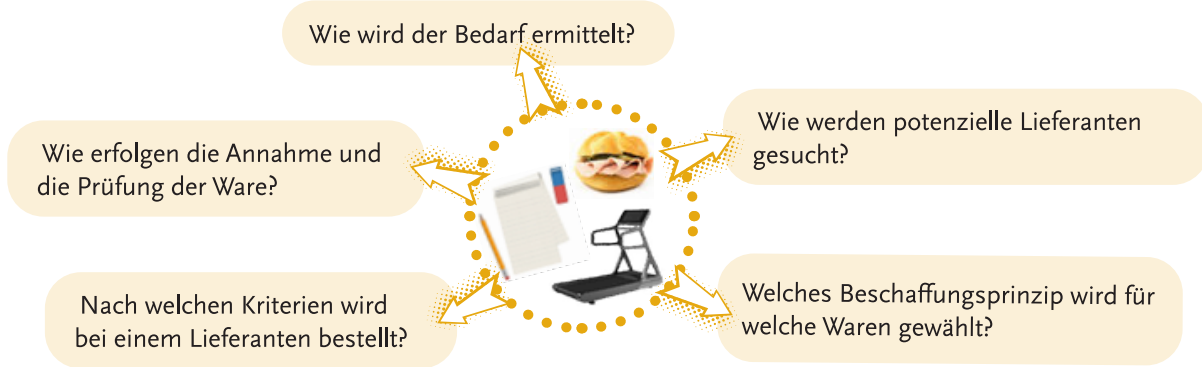 Wie wird der Bedarf ermittelt?
Wie werden potenzielle Lieferanten
gesucht?
Wie erfolgen die Annahme und
die Prüfung der Ware?
Welches Beschaffungsprinzip wird für
welche Waren gewählt?
Nach welchen Kriterien wird
bei einem Lieferanten bestellt?